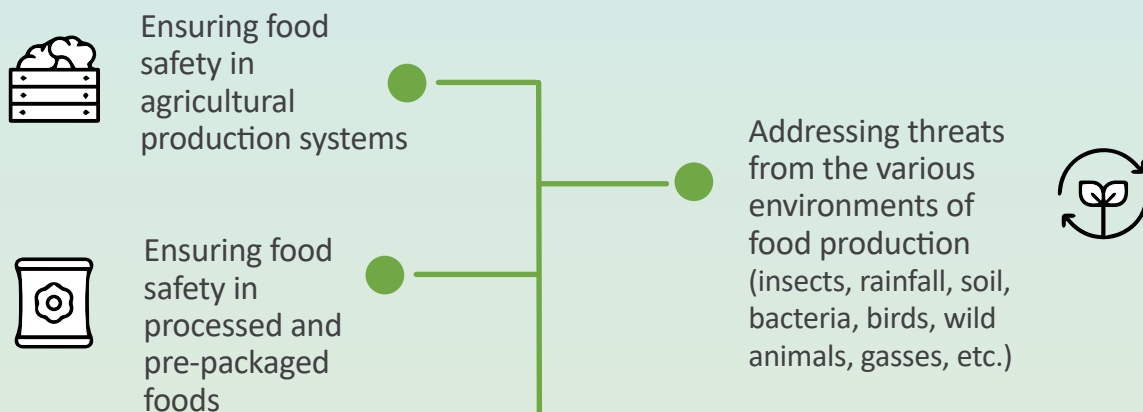 Ensuring food
safety in
agricultural
production systems
Addressing threats
from the various
environments of
food production
(insects, rainfall, soil,
bacteria, birds, wild
animals, gasses, etc.)
Ensuring food
safety in
processed and
pre-packaged
foods